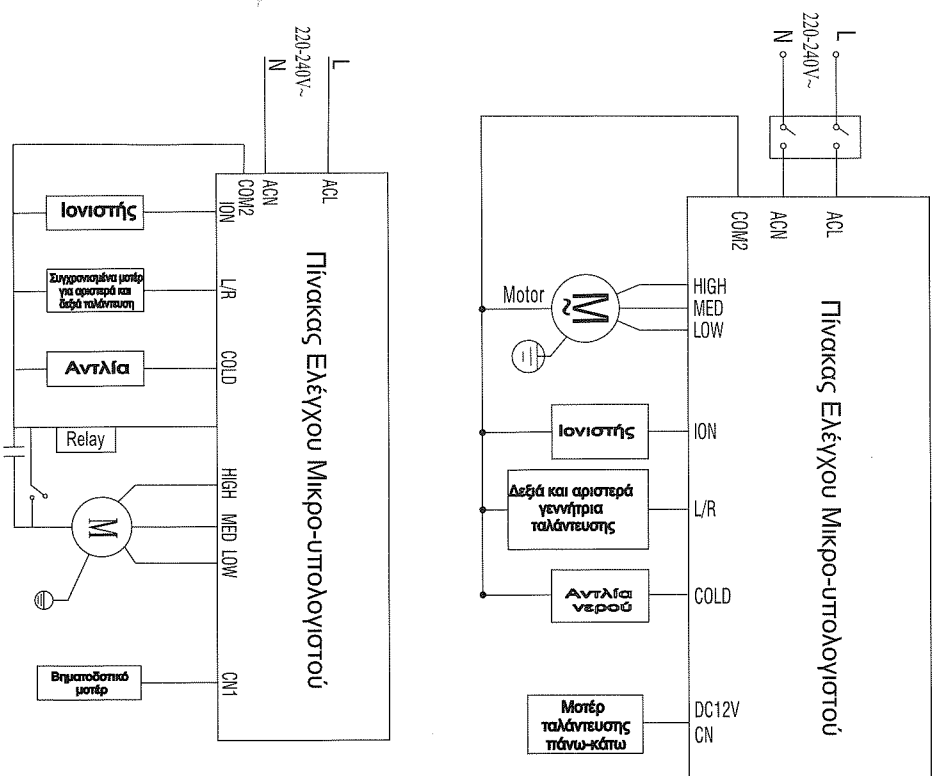 220-240V~
L
N
ACL
ACN
COM2
ION
L/R
COLD
HIGH
MED
LOW
CN1
Πίνακας Ελέγχου Μικρο-υπολογιστού
Ιονιστής
Συγχρονισμένα μοτέρ
για αριστερά και
δεξιά ταλάντευση
Αντλία
Relay
M
Βηματοδοτικό
μοτέρ
220-240V~
L
N
ACL
ACN
COM2
HIGH
MED
LOW
ION
L/R
COLD
DC12V
CN
Πίνακας Ελέγχου Μικρο-υπολογιστού
Motor
M
~
Ιονιστής
Δεξιά και αριστερά
γεννήτρια
ταλάντευσης
Αντλία
νερού
Μοτέρ
ταλάντευσης
πάνω-κάτω